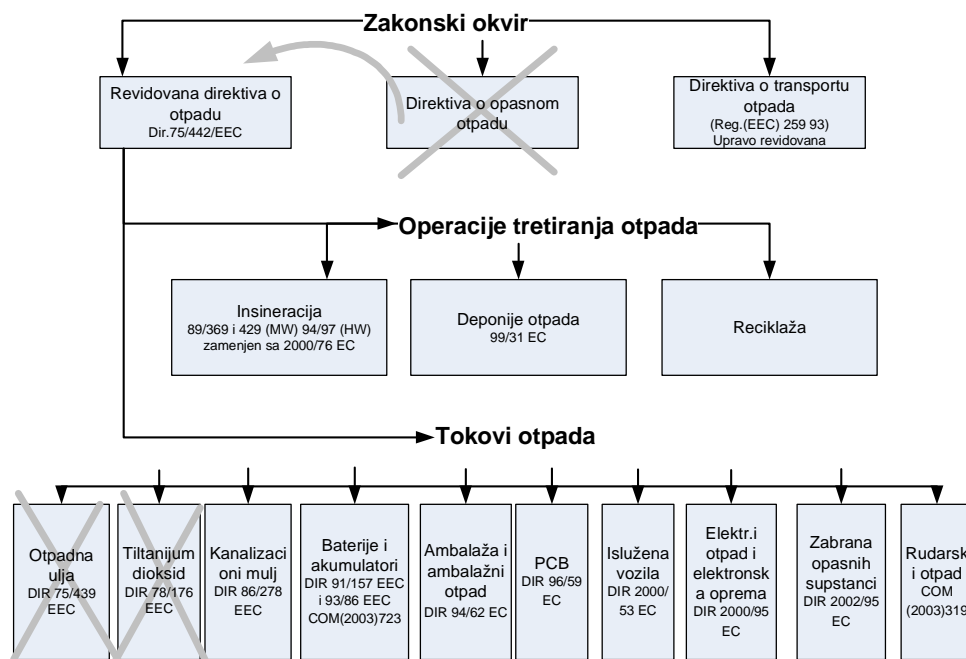 Zakonski okvir
Revidovana direktiva o
otpadu
Dir.75/442/EEC
Direktiva o opasnom
otpadu
Direktiva o transportu
otpada
(Reg.(EEC) 259 93)
Upravo revidovana
Operacije tretiranja otpada
Insineracija
89/369 i 429 (MW) 94/97 (HW)
zamenjen sa 2000/76 EC
Deponije otpada
99/31 EC
Reciklaža
Tokovi otpada
Otpadna
ulja
DIR 75/439
EEC
Tiltanijum
dioksid
DIR 78/176
EEC
Kanalizaci
oni mulj
DIR 86/278
EEC
Baterije i
akumulatori
DIR 91/157 EEC
i 93/86 EEC
COM(2003)723
Ambalaža i
ambalažni
otpad
DIR 94/62 EC
PCB
DIR 96/59
EC
Islužena
vozila
DIR 2000/
53 EC
Elektr.i
otpad i
elektronsk
a oprema
DIR 2000/95
EC
Zabrana
opasnih
supstanci
DIR 2002/95
EC
Rudarsk
i otpad
COM
(2003)319